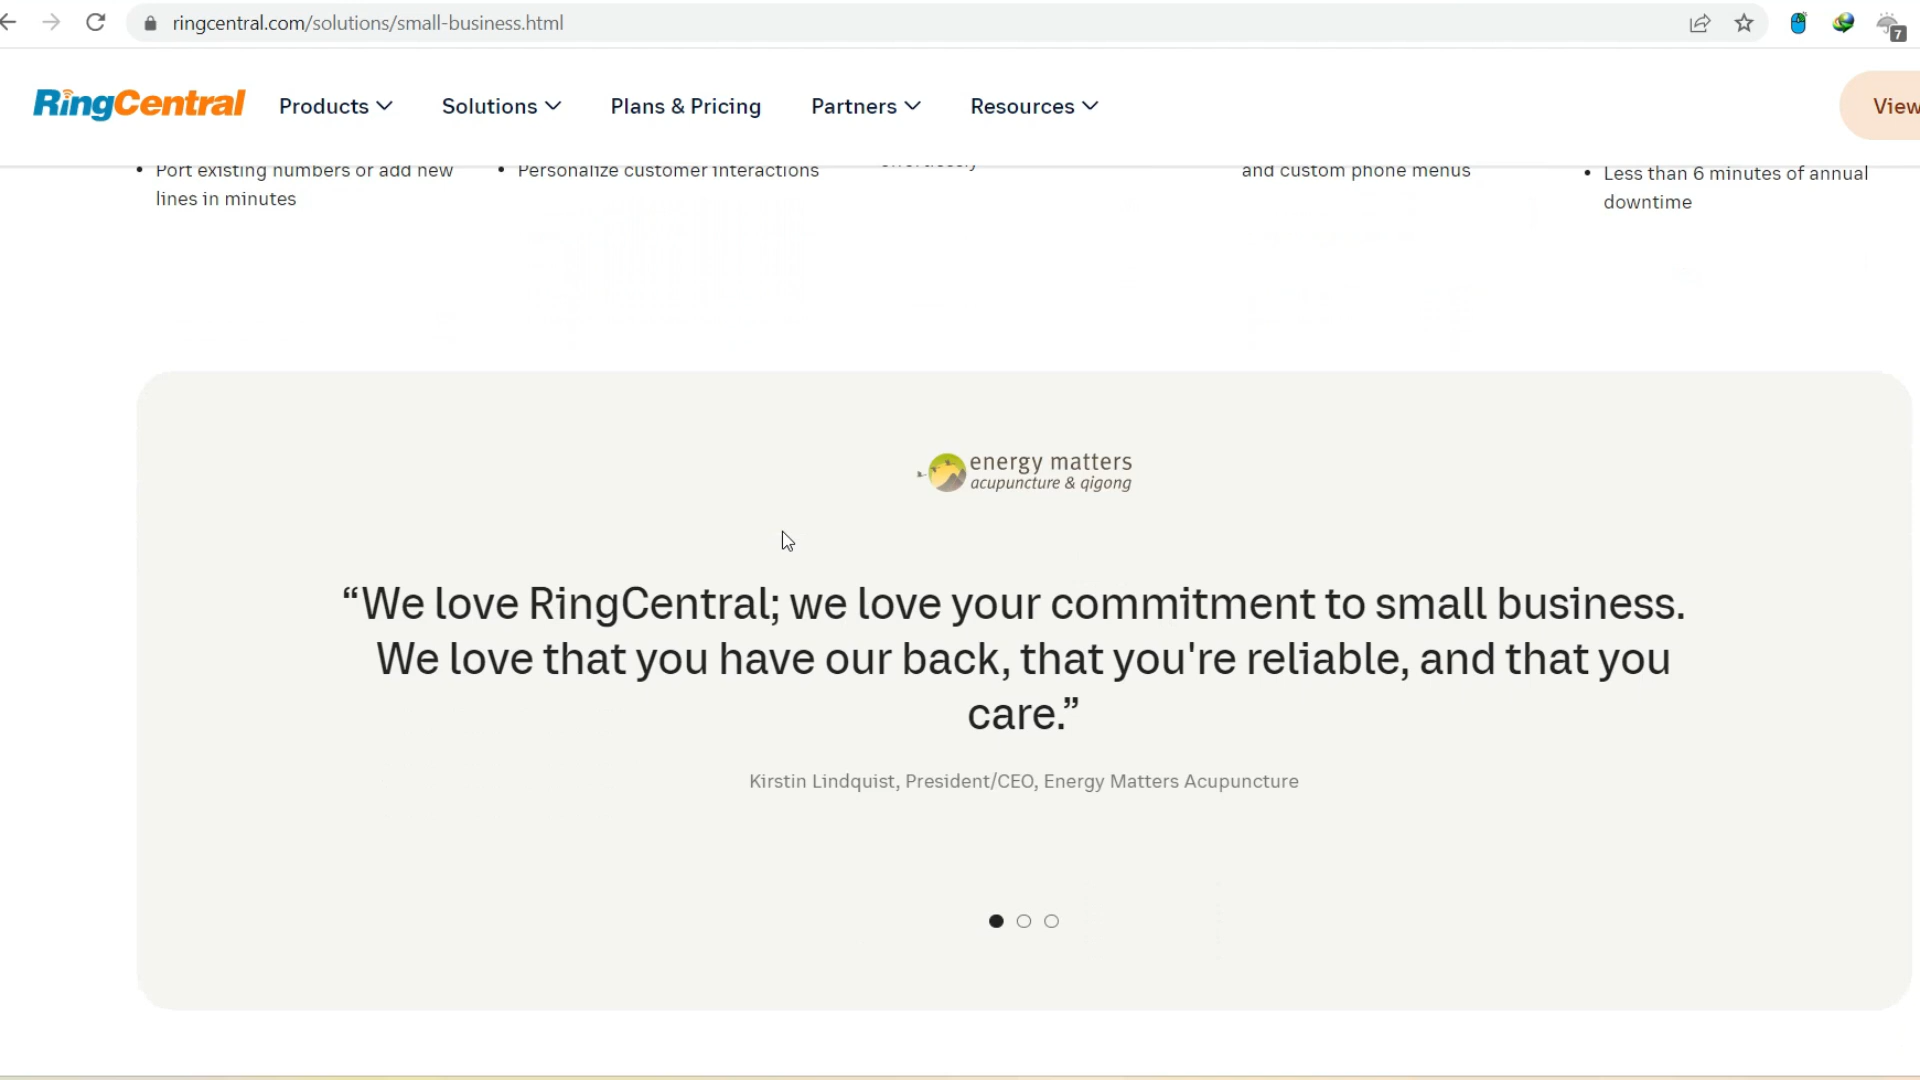 ringcentral.com/solutions/small-business.html
7
RingCentral
Products
Solutions
Plans & Pricing
Partners
Resources
View
Port existing numbers or add new
lines in minutes
Personalize customer interactions
effortlessly
and custom phone menus
Less than 6 minutes of annual
downtime
energy matters
acupuncture & qigong
“We love RingCentral; we love your commitment to small business.
We love that you have our back, that you're reliable, and that you
care.”
Kirstin Lindquist, President/CEO, Energy Matters Acupuncture